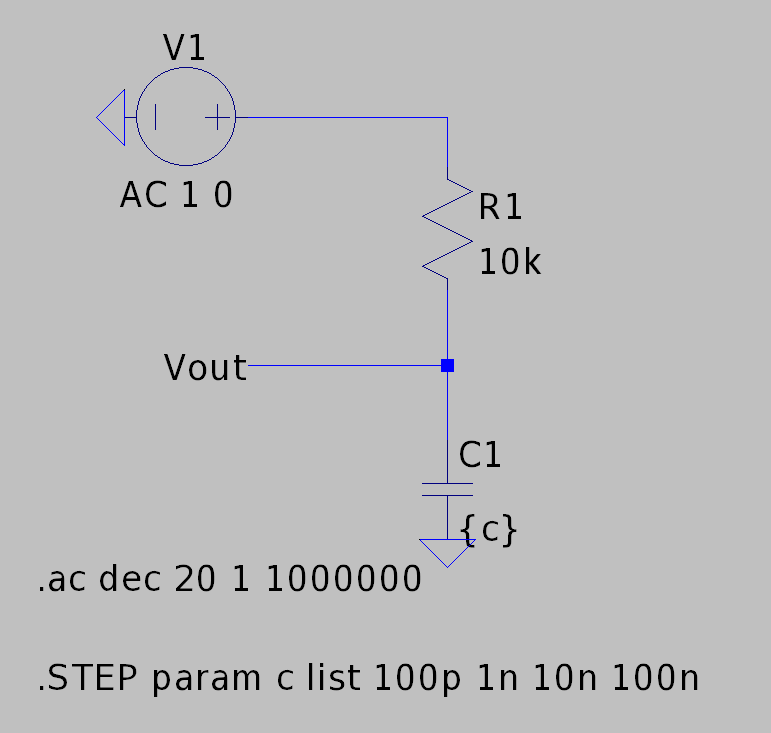 V1
AC 1 0
R1
10k
Vout
C1
{c}
.ac dec 20 1 1000000
.STEP param c list 100p 1n 10n 100n